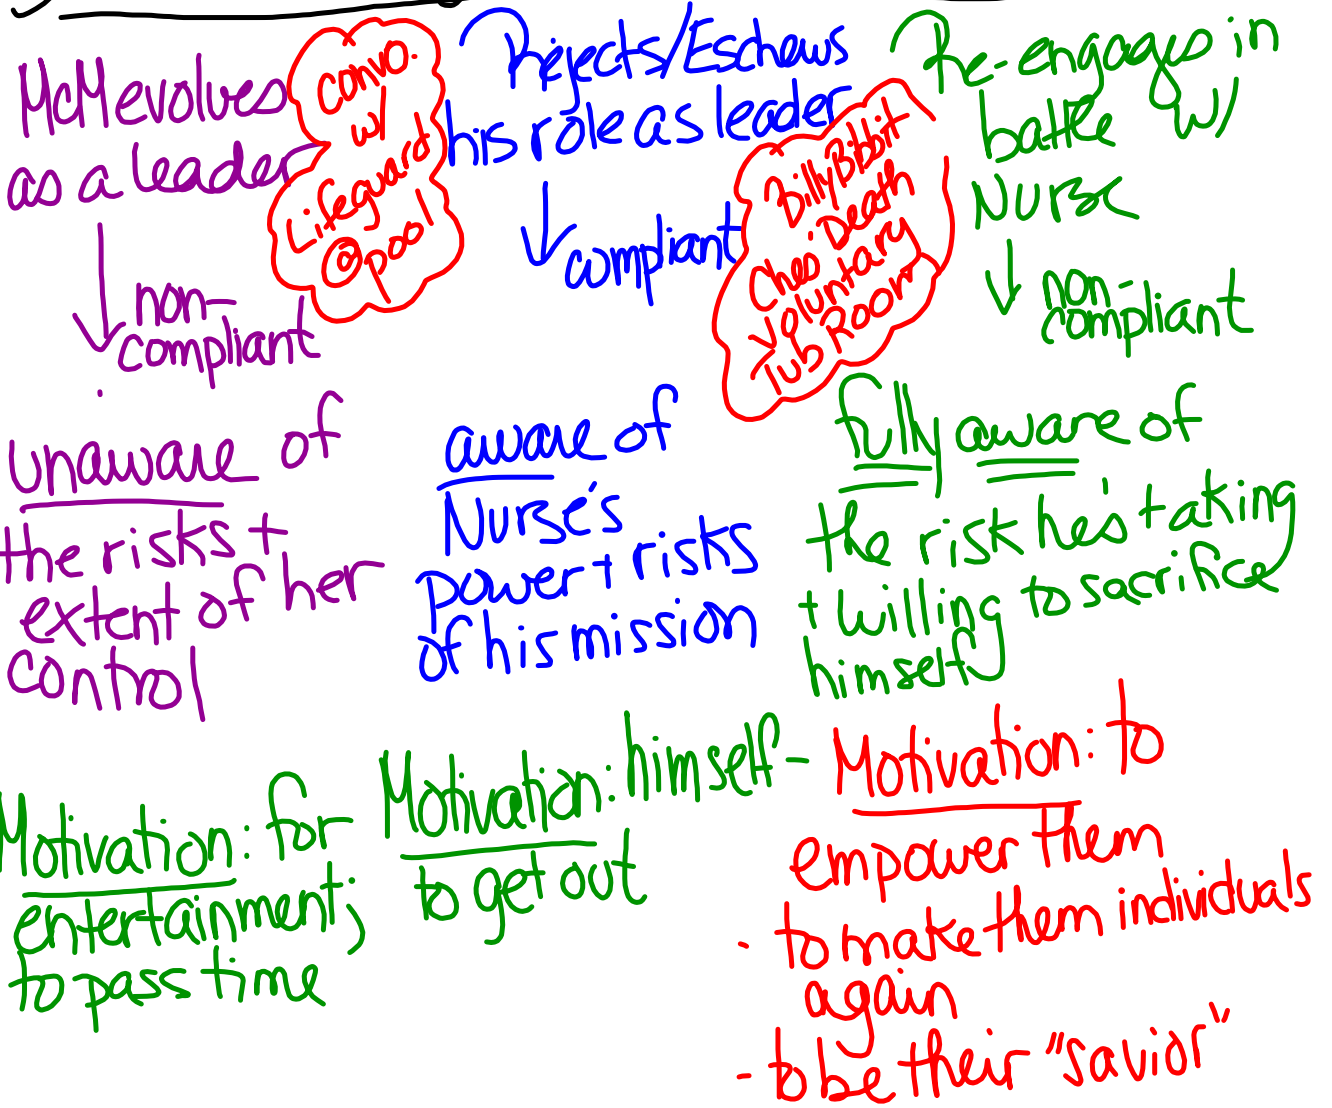 McM evolves
as a leader
non-
compliant
unaware of
the risks +
extent of her
control
Motivation: for
entertainment;
to pass time
convo.
w/
Lifeguard
@pool
Rejects/Eschews
his role as leader
compliant
aware of
Nurse's
power + risks
of his mission
Motivation: himself-
to get out
Billy Bibbit
Ches. Death
Voluntary
Tub Room
Re-engages in
battle w/
Nurse
non-
compliant
fully aware of
the risk he's taking
+ willing to sacrifice
himself
Motivation: to
empower them
- to make them individuals
again
- to be their "savior"